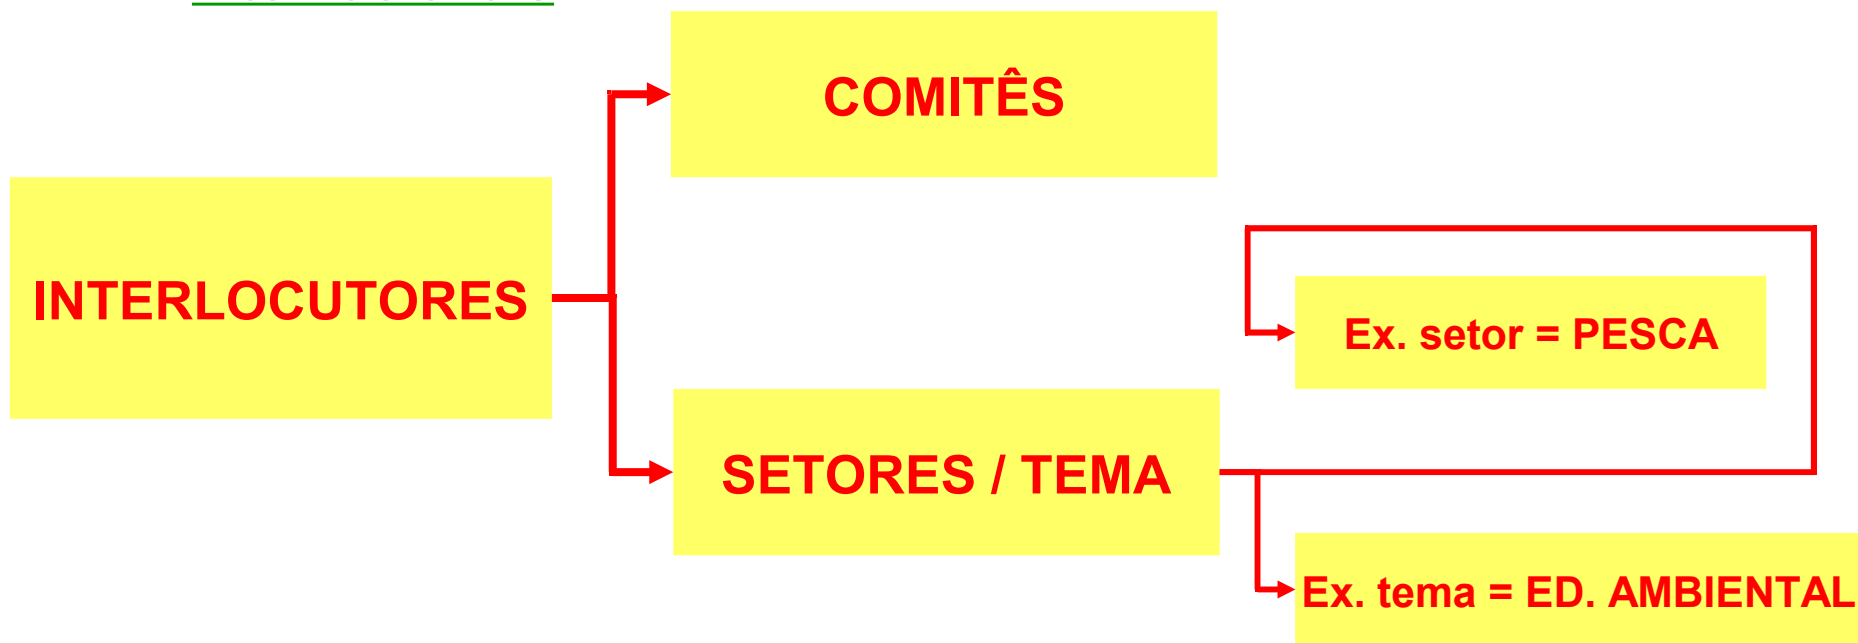 COMITÊS
INTERLOCUTORES
Ex. setor = PESCA
SETORES / TEMA
Ex. tema = ED. AMBIENTAL